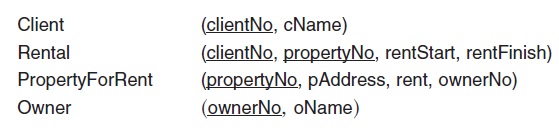 Client (clientNo, cName)
Rental (clientNo, propertyNo, rentStart, rentFinish)
PropertyForRent (propertyNo, pAddress, rent, ownerNo)
Owner (ownerNo, oName)